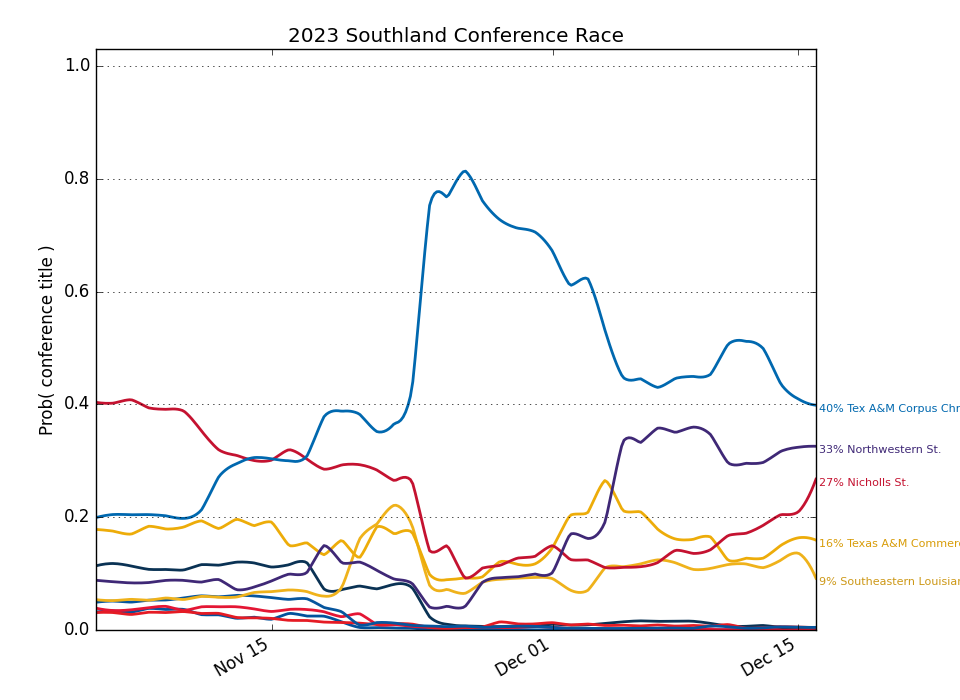 2023 Southland Conference Race
Prob( conference title )
1.0
0.8
0.6
0.4
0.2
0.0
40% Tex A&M Corpus Chr
33% Northwestern St.
27% Nicholls St.
16% Texas A&M Commerc
9% Southeastern Louisian
Nov 15
Dec 01
Dec 15